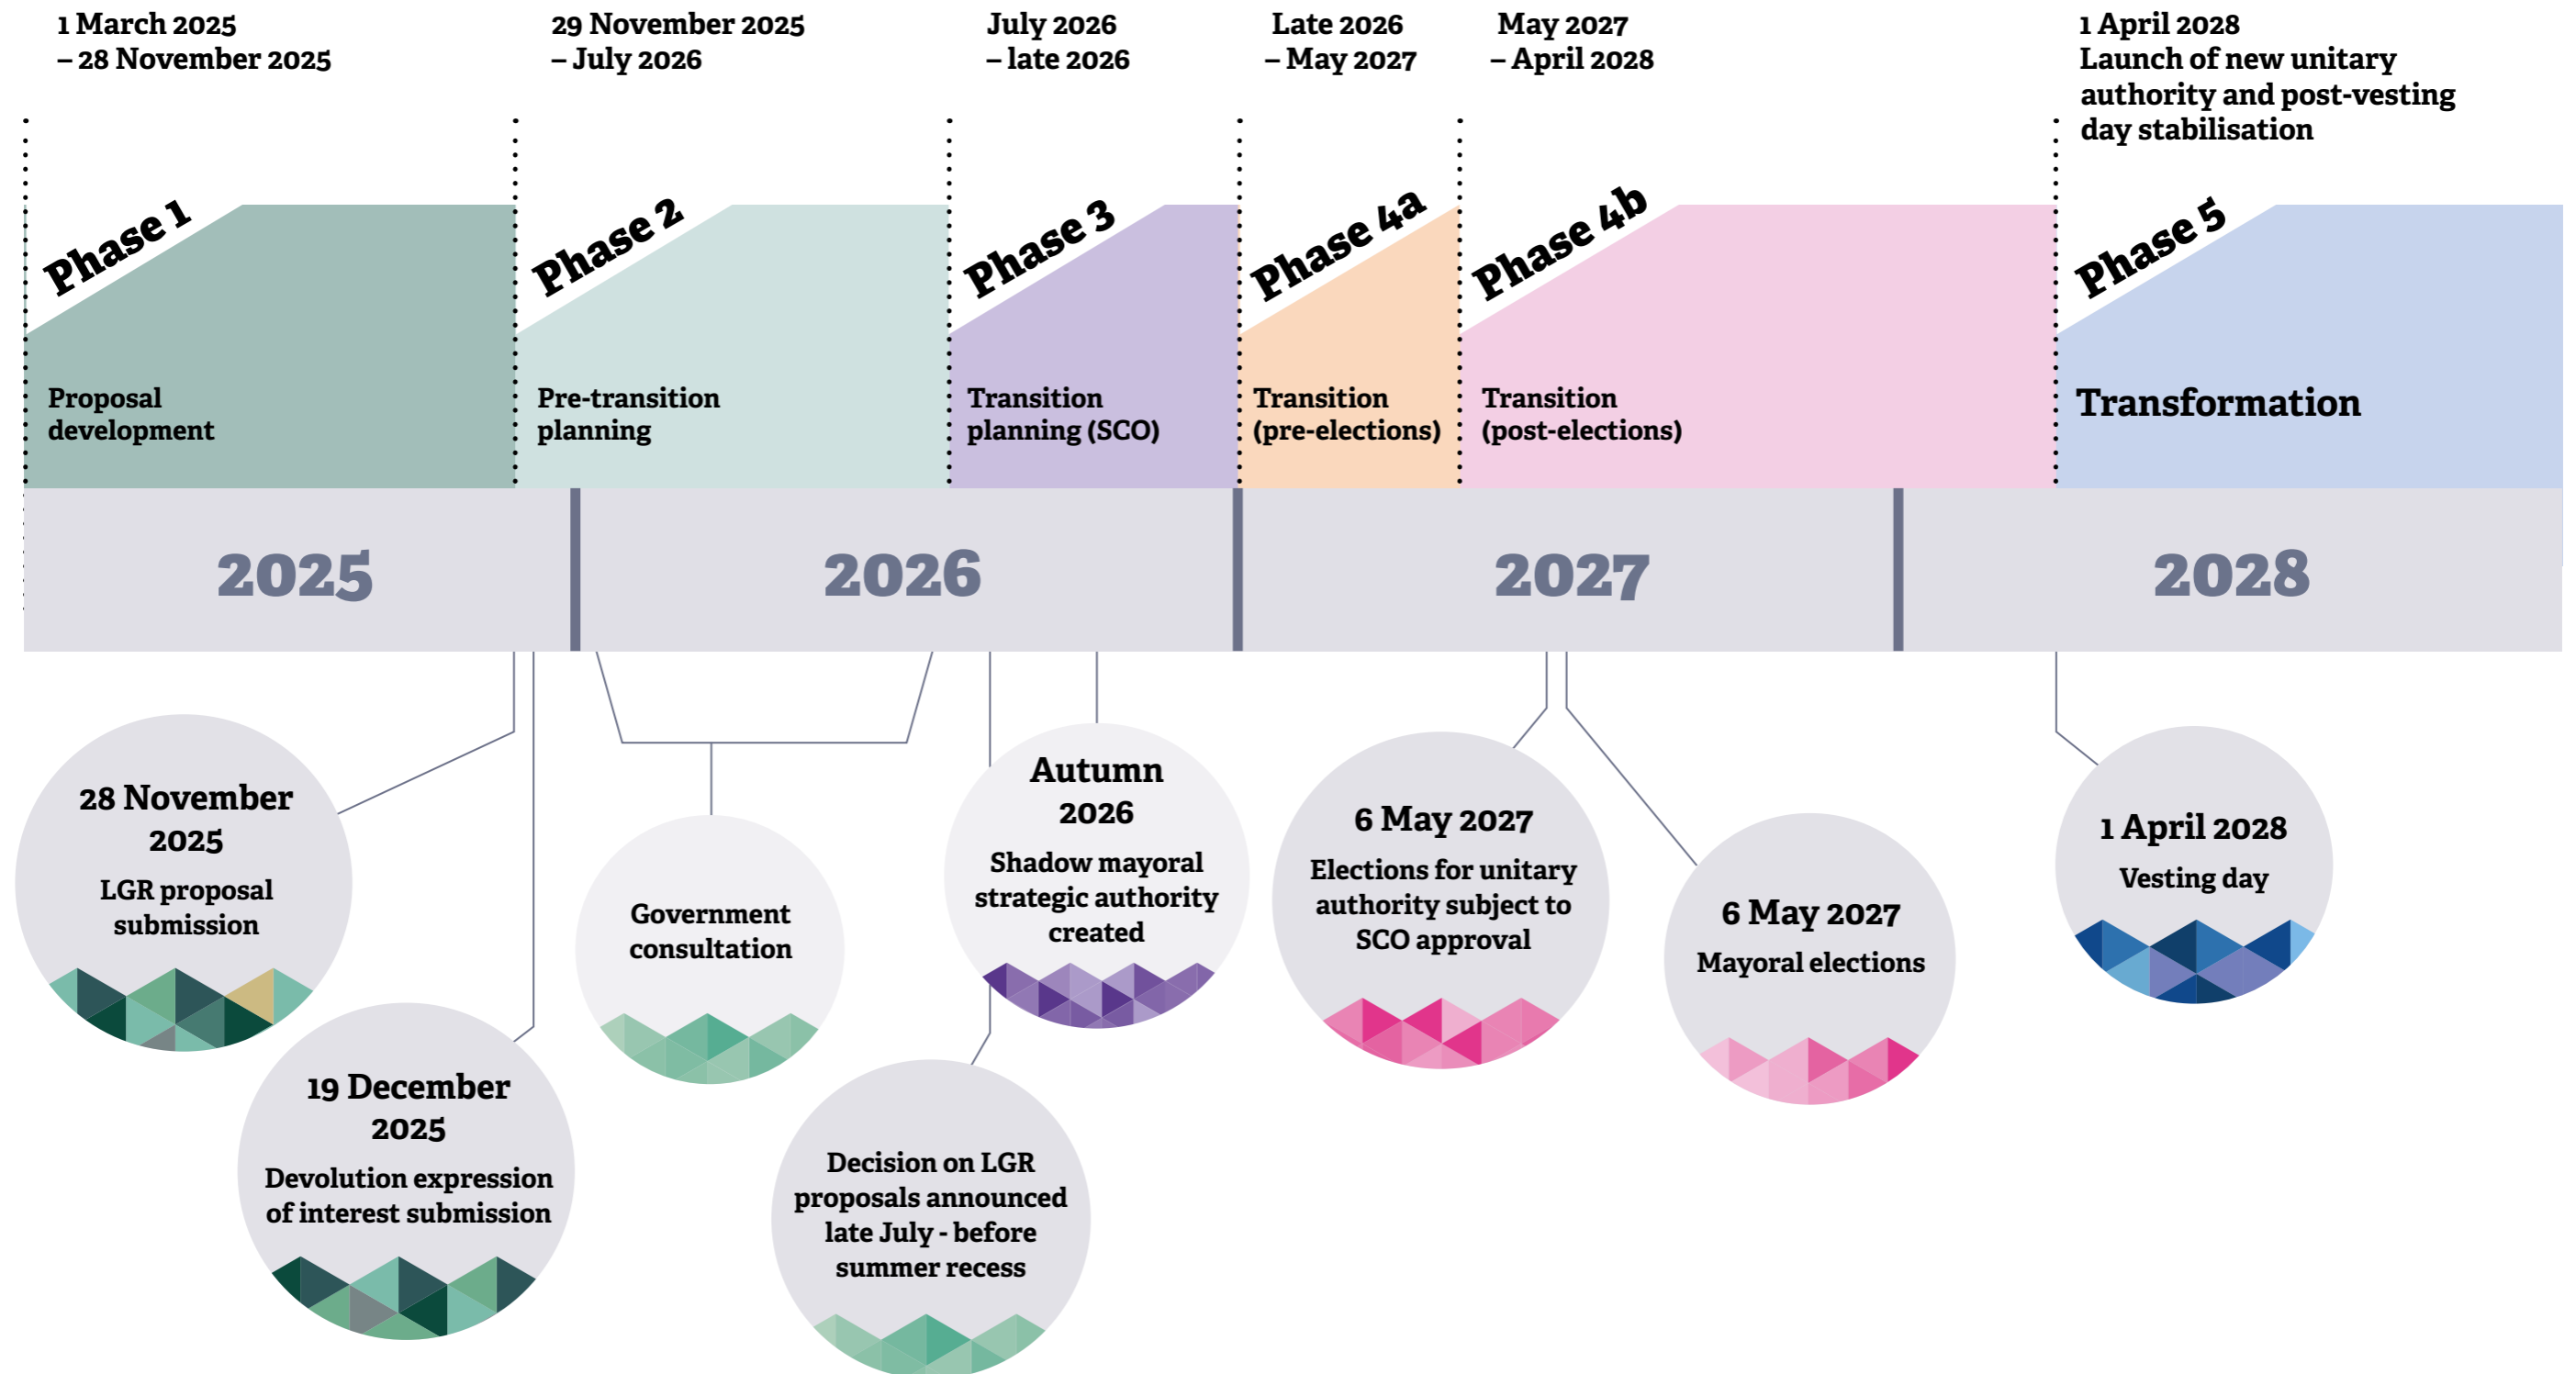 1 March 2025
– 28 November 2025
29 November 2025
– July 2026
July 2026
– late 2026
Late 2026
– May 2027
May 2027
– April 2028
1 April 2028
Launch of new unitary
authority and post-vesting
day stabilisation
Phase 1
Phase 2
Phase 3
Phase 4a
Phase 4b
Phase 5
Proposal
development
Pre-transition
planning
Transition
planning (SCO)
Transition
(pre-elections)
Transition
(post-elections)
Transformation
2025
2026
2027
2028
28 November
2025
LGR proposal
submission
19 December
2025
Devolution expression
of interest submission
Government
consultation
Decision on LGR
proposals announced
late July - before
summer recess
Autumn
2026
Shadow mayoral
strategic authority
created
6 May 2027
Elections for unitary
authority subject to
SCO approval
6 May 2027
Mayoral elections
1 April 2028
Vesting day